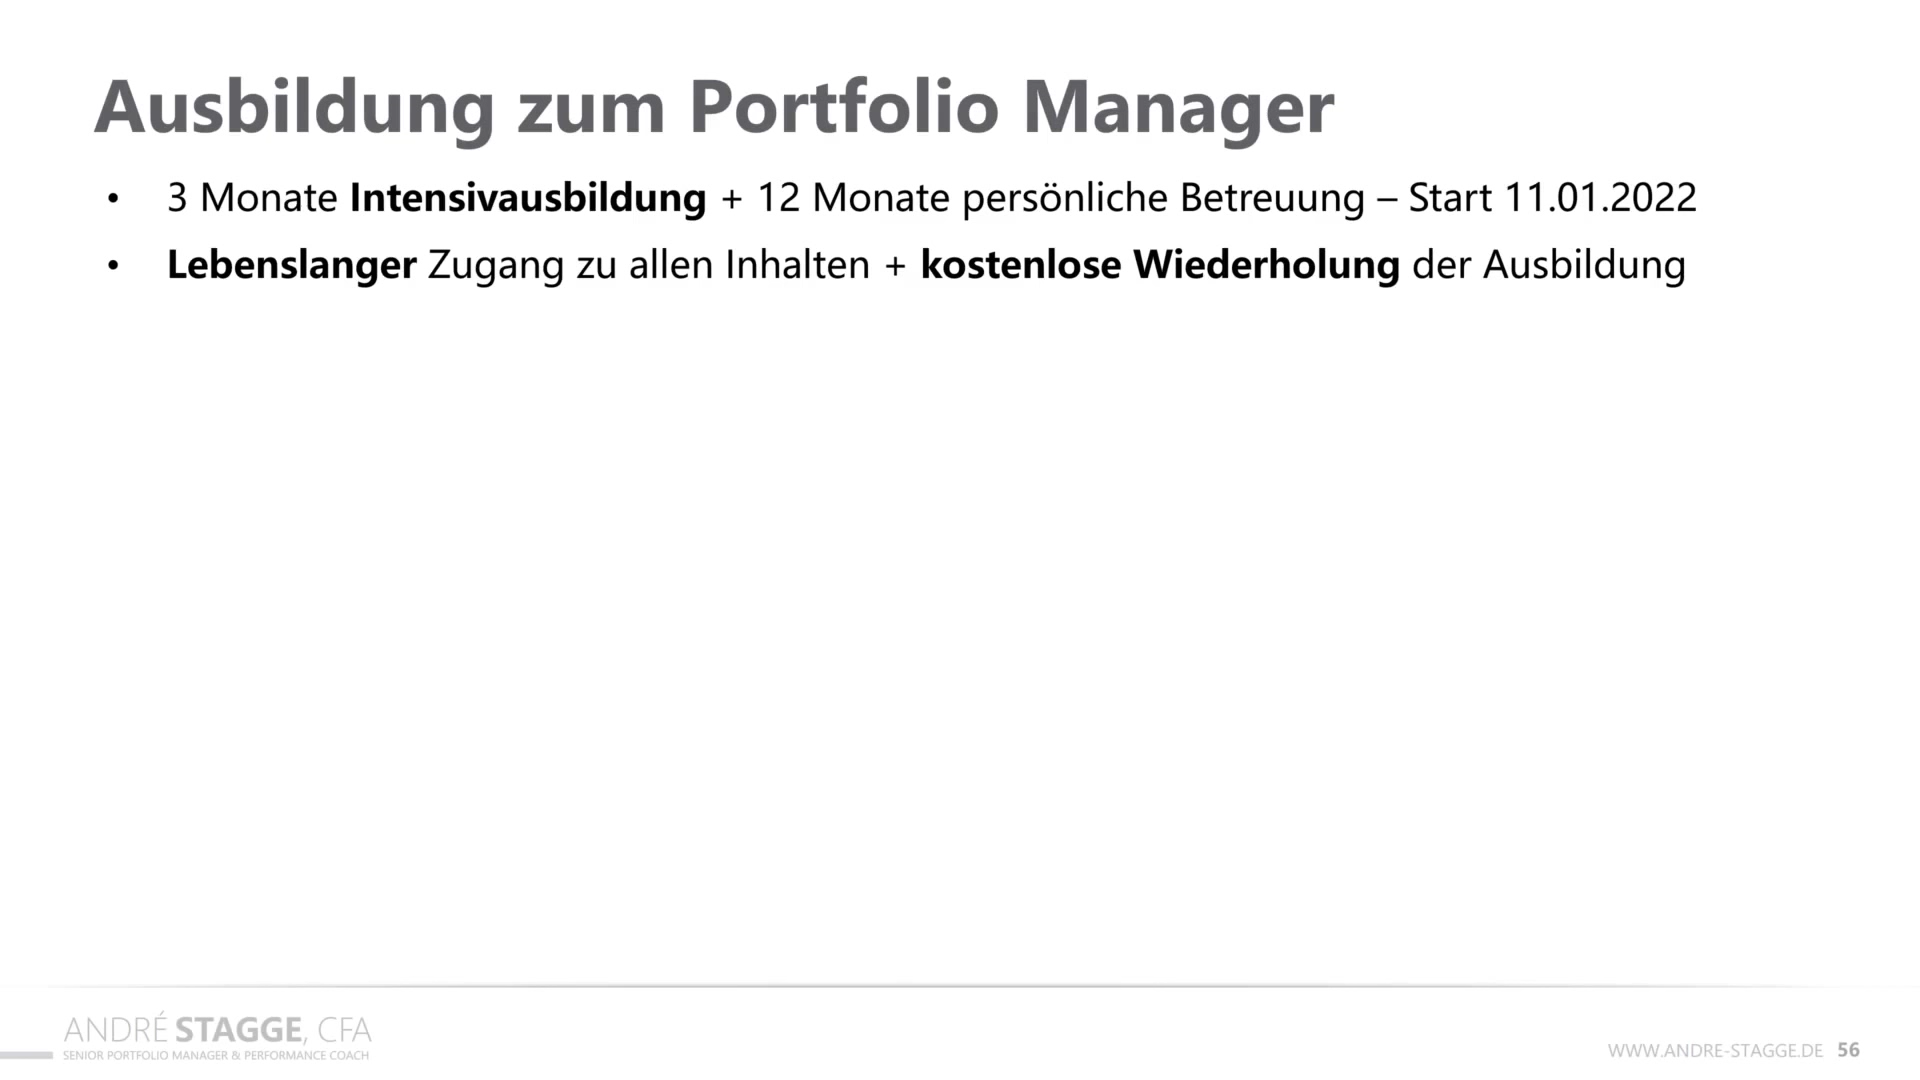 Ausbildung zum Portfolio Manager
• 3 Monate Intensivausbildung + 12 Monate persönliche Betreuung – Start 11.01.2022
• Lebenslanger Zugang zu allen Inhalten + kostenlose Wiederholung der Ausbildung
ANDRÉ STAGGE, CFA
SENIOR PORTFOLIO MANAGER & PERFORMANCE COACH
WWW.ANDRE-STAGGE.DE 56